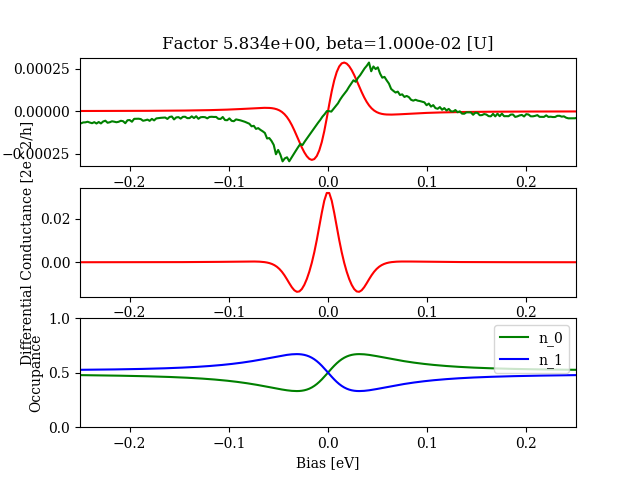 Factor 5.834e+00, beta=1.000e-02 [U]
0.00025
0.00000
−0.00025
−0.2 −0.1 0.0 0.1 0.2
0.02
0.00
Differential Conductance [2e^2/h]
−0.2 −0.1 0.0 0.1 0.2
1.0
0.5
0.0
Occupance
n_0
n_1
−0.2 −0.1 0.0 0.1 0.2
Bias [eV]